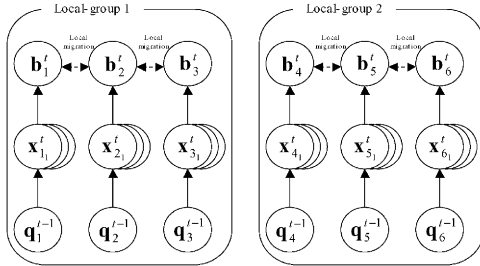 Local-group 1 Local-group 2
Local migration Local migration Local migration Local migration
b₁ᵗ b₂ᵗ b₃ᵗ b₄ᵗ b₅ᵗ b₆ᵗ
x₁₁ᵗ x₂₁ᵗ x₃₁ᵗ x₄₁ᵗ x₅₁ᵗ x₆₁ᵗ
q₁ᵗ⁻¹ q₂ᵗ⁻¹ q₃ᵗ⁻¹ q₄ᵗ⁻¹ q₅ᵗ⁻¹ q₆ᵗ⁻¹